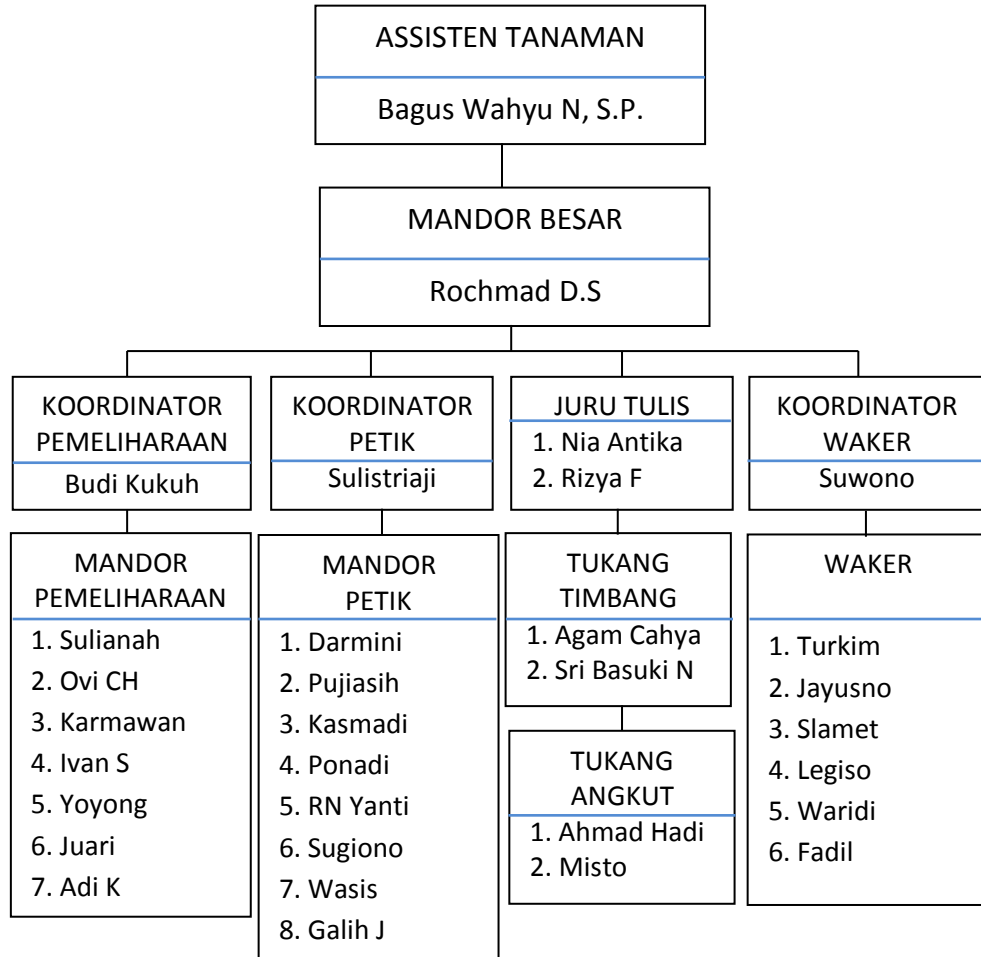 ASSISTEN TANAMAN
Bagus Wahyu N, S.P.
MANDOR BESAR
Rochmad D.S
KOORDINATOR
PEMELIHARAAN
Budi Kukuh
KOORDINATOR
PETIK
Sulistriaji
JURU TULIS
1. Nia Antika
2. Rizya F
KOORDINATOR
WAKER
Suwono
MANDOR
PEMELIHARAAN
1. Sulianah
2. Ovi CH
3. Karmawan
4. Ivan S
5. Yoyong
6. Juari
7. Adi K
MANDOR
PETIK
1. Darmini
2. Pujiasih
3. Kasmadi
4. Ponadi
5. RN Yanti
6. Sugiono
7. Wasis
8. Galih J
TUKANG
TIMBANG
1. Agam Cahya
2. Sri Basuki N
TUKANG
ANGKUT
1. Ahmad Hadi
2. Misto
WAKER
1. Turkim
2. Jayusno
3. Slamet
4. Legiso
5. Waridi
6. Fadil